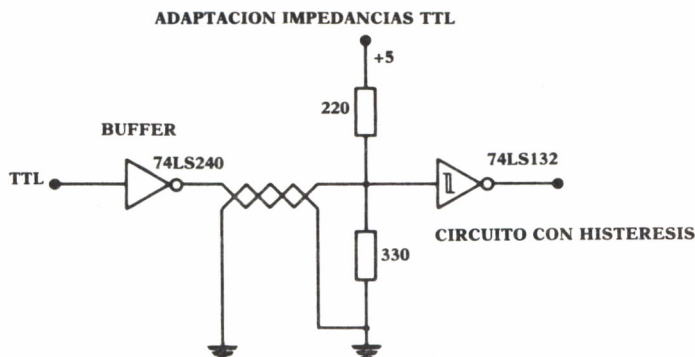 ADAPTACION IMPEDANCIAS TTL
+5
220
BUFFER
74LS240
74LS132
TTL
CIRCUITO CON HISTERESIS
330